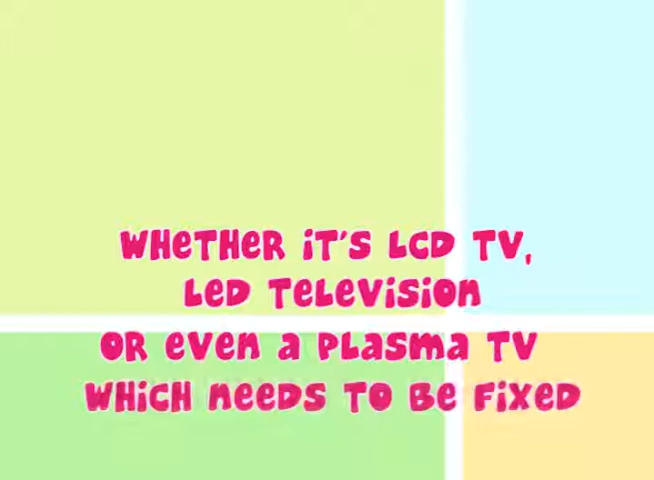 WHETHER iT'S LCD TV,
LED TELEVISION
OR EVEN A PLASMA TV
WHiCH NEEDS TO BE FiXED